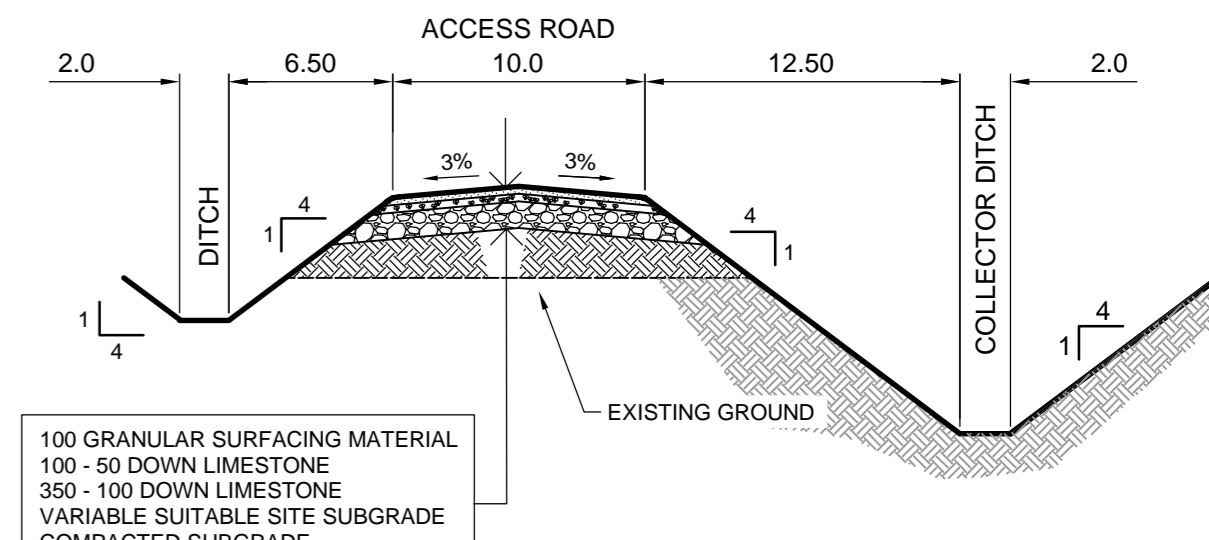 ACCESS ROAD
2.0 6.50 10.0 12.50 2.0
DITCH
COLLECTOR DITCH
3% 3%
4
1
4
1
4
1
1
4
EXISTING GROUND
100 GRANULAR SURFACING MATERIAL
100 - 50 DOWN LIMESTONE
350 - 100 DOWN LIMESTONE
VARIABLE SUITABLE SITE SUBGRADE
COMPACTED SUBGRADE